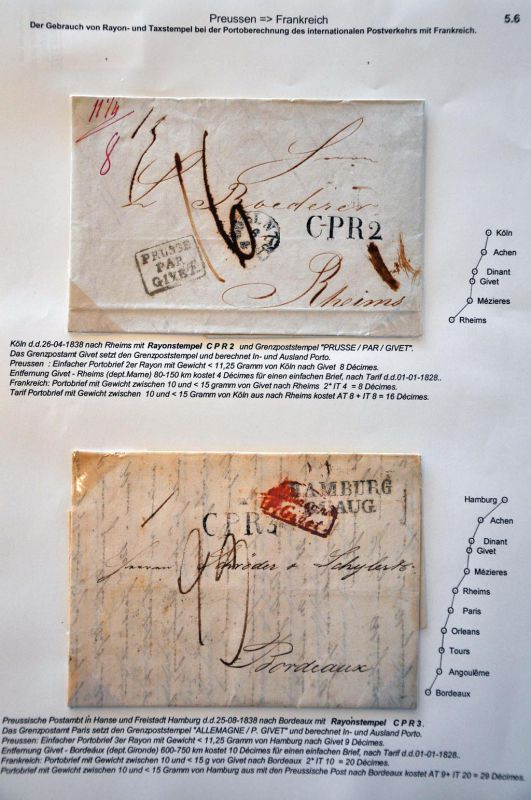 Preussen => Frankreich
5.6
Der Gebrauch von Rayon- und Taxstempel bei der Portoberechnung des internationalen Postverkehrs mit Frankreich.
11 1/4
8
Roederer
C•PR2
PRUSSE
PAR
GIVET
Rheims
Köln
Achen
Dinant
Givet
Mézieres
Rheims
Köln d.d.26-04-1838 nach Rheims mit Rayonstempel C P R 2 und Grenzpoststempel "PRUSSE / PAR / GIVET".
Das Grenzpostamt Givet setzt den Grenzpoststempel und berechnet In- und Ausland Porto.
Preussen : Einfacher Portobrief 2er Rayon mit Gewicht < 11,25 Gramm von Köln nach Givet 8 Décimes.
Entfernung Givet - Rheims (dept.Marne) 80-150 km kostet 4 Décimes für einen einfachen Brief, nach Tarif d.d.01-01-1828..
Frankreich: Portobrief mit Gewicht zwischen 10 und < 15 gramm von Givet nach Rheims 2* IT 4 = 8 Décimes.
Tarif Portobrief mit Gewicht zwischen 10 und < 15 gramm von Köln aus nach Rheims kostet AT 8 + IT 8 = 16 Décimes.
HAMBURG
AUG
CPR3
Givet
Schröder & Schyler & C.
Bordeaux
Hamburg
Achen
Dinant
Givet
Mézieres
Rheims
Paris
Orleans
Tours
Angoulême
Bordeaux
Preussische Postambt in Hanse und Freistadt Hamburg d.d.25-08-1838 nach Bordeaux mit Rayonstempel C P R 3.
Das Grenzpostamt Paris setzt den Grenzpoststempel "ALLEMAGNE / P. GIVET" und berechnet In- und Ausland Porto.
Preussen: Einfacher Portobrief 3er Rayon mit Gewicht < 11,25 Gramm von Hamburg nach Givet 9 Décimes.
Entfernung Givet - Bordeáux (dept.Gironde) 600-750 km kostet 10 Décimes für einen einfachen Brief, nach Tarif d.d.01-01-1828..
Frankreich: Portobrief mit Gewicht zwischen 10 und < 15 g von Givet nach Bordeaux 2* IT 10 = 20 Décimes.
Portobrief mit Gewicht zwischen 10 und < 15 Gramm von Hamburg aus mit den Preussische Post nach Bordeaux kostet AT 9+ IT 20 = 29 Décimes.